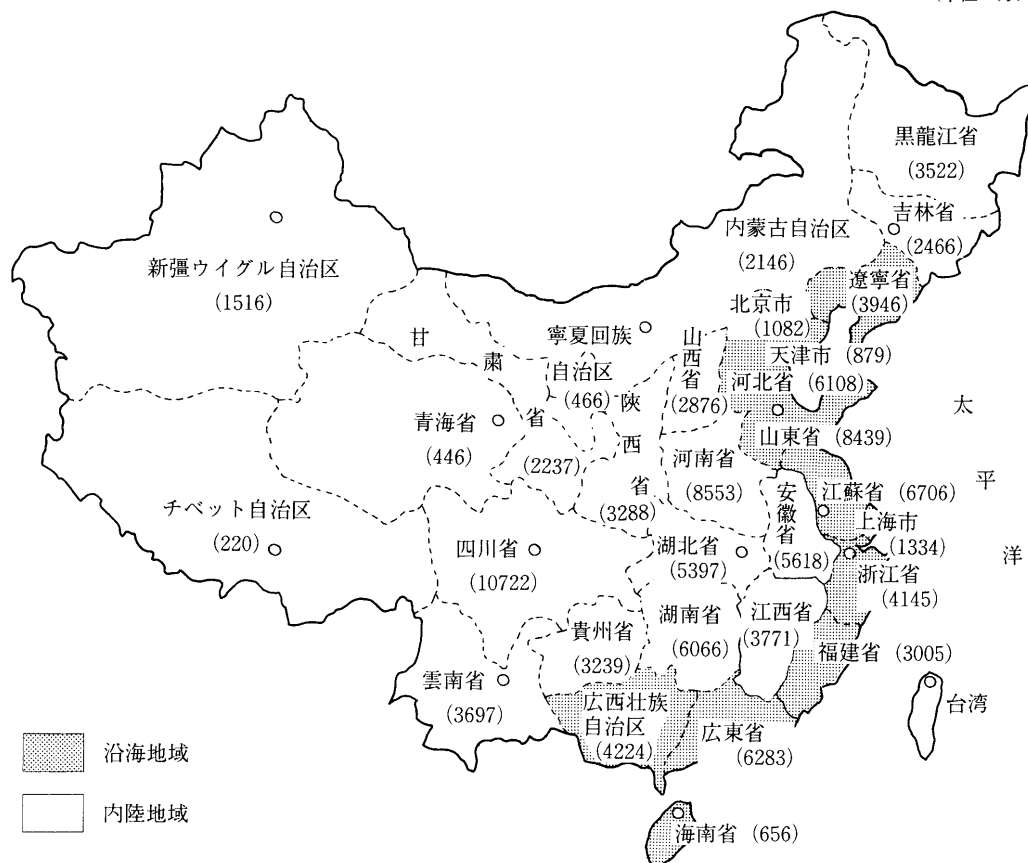 黒龍江省
(3522)
吉林省
(2466)
内蒙古自治区
(2146)
遼寧省
(3946)
新疆ウイグル自治区
(1516)
北京市
(1082)
甘肅省
(2237)
寧夏回族
自治区
(466)
山西省
(2876)
天津市 (879)
河北省 (6108)
陝西省
(3288)
青海省
(446)
山東省 (8439)
太平洋
河南省
(8553)
安徽省
(5618)
江蘇省 (6706)
上海市
(1334)
チベット自治区
(220)
四川省
(10722)
湖北省
(5397)
浙江省
(4145)
湖南省
(6066)
江西省
(3771)
貴州省
(3239)
福建省 (3005)
雲南省
(3697)
広西壮族
自治区
(4224)
広東省
(6283)
台湾
沿海地域
内陸地域
海南省 (656)